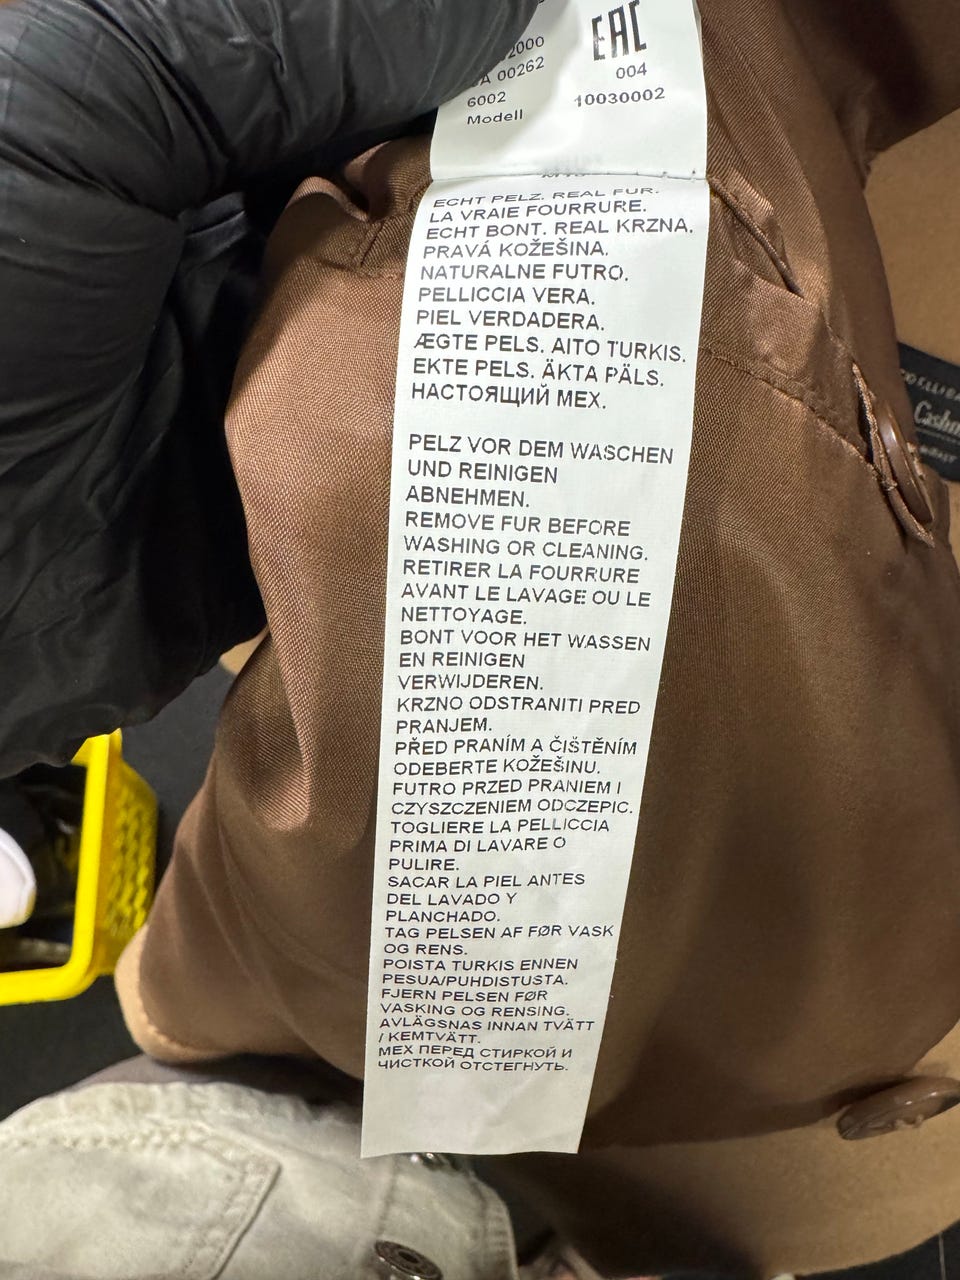 EAC
2000
00262
004
6002
10030002
Modell
ECHT PELZ. REAL FUR.
LA VRAIE FOURRURE.
ECHT BONT. REAL KRZNA.
PRAVÁ KOŽEŠINA.
NATURALNE FUTRO.
PELLICCIA VERA.
PIEL VERDADERA.
ÆGTE PELS. AITO TURKIS.
EKTE PELS. ÄKTA PÄLS.
НАСТОЯЩИЙ МЕХ.
PELZ VOR DEM WASCHEN
UND REINIGEN
ABNEHMEN.
REMOVE FUR BEFORE
WASHING OR CLEANING.
RETIRER LA FOURRURE
AVANT LE LAVAGE OU LE
NETTOYAGE.
BONT VOOR HET WASSEN
EN REINIGEN
VERWIJDEREN.
KRZNO ODSTRANITI PRED
PRANJEM.
PŘED PRANÍM A ČIŠTĚNÍM
ODEBERTE KOŽEŠINU.
FUTRO PRZED PRANIEM I
CZYSZCZENIEM ODCZEPIC.
TOGLIERE LA PELLICCIA
PRIMA DI LAVARE O
PULIRE.
SACAR LA PIEL ANTES
DEL LAVADO Y
PLANCHADO.
TAG PELSEN AF FØR VASK
OG RENS.
POISTA TURKIS ENNEN
PESUA/PUHDISTUSTA.
FJERN PELSEN FØR
VASKING OG RENSING.
AVLÄGSNAS INNAN TVÄTT
/ KEMTVÄTT.
МЕХ ПЕРЕД СТИРКОЙ И
ЧИСТКОЙ ОТСТЕГНУТЬ.